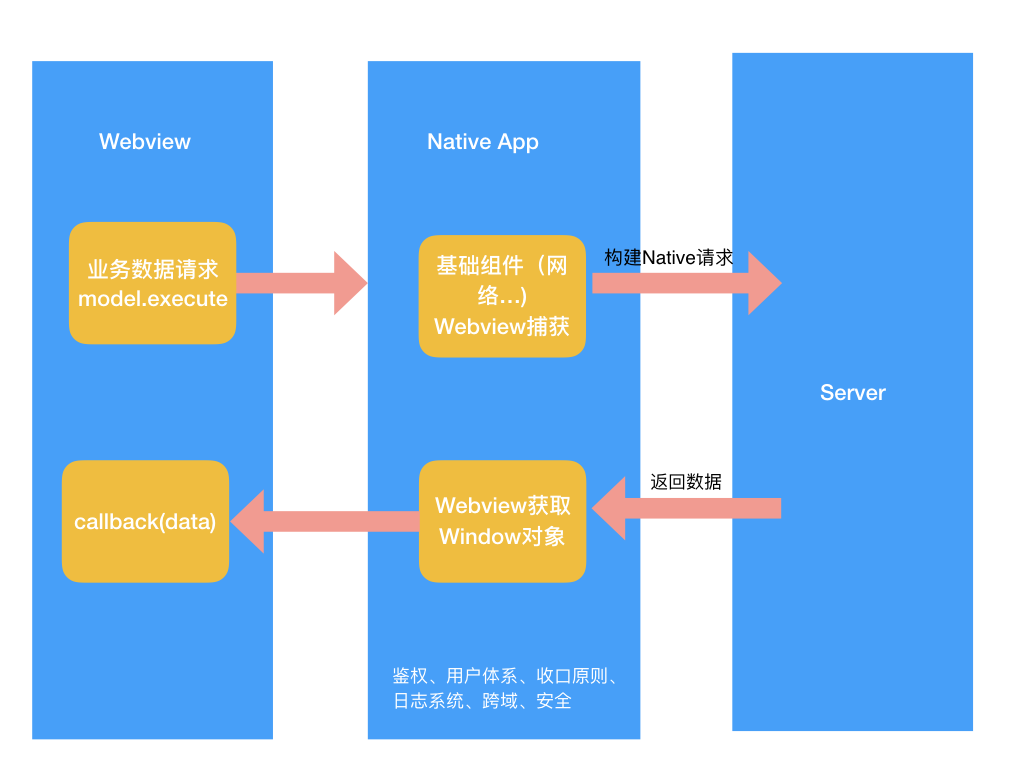 Webview
业务数据请求
model.execute
callback(data)
Native App
基础组件（网
络...)
Webview捕获
Webview获取
Window对象
鉴权、用户体系、收口原则、
日志系统、跨域、安全
构建Native请求
返回数据
Server